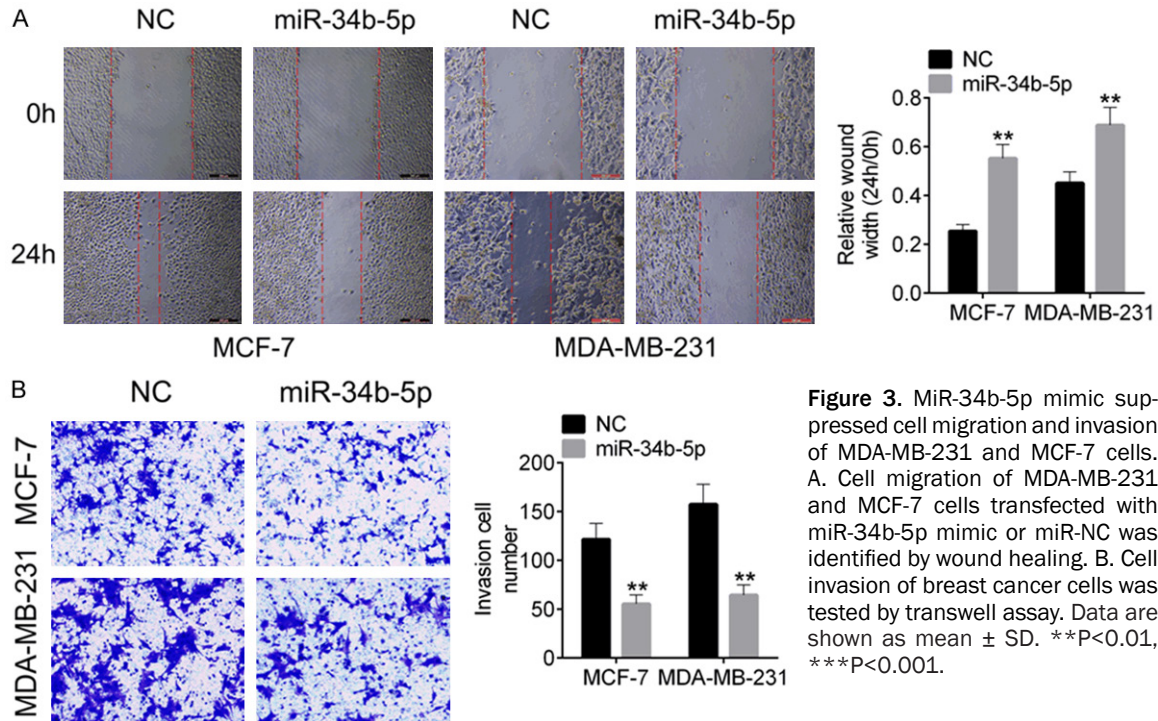 A
NC
miR-34b-5p
NC
miR-34b-5p
0h
24h
MCF-7
MDA-MB-231
NC
miR-34b-5p
Relative wound
width (24h/0h)
0.8
0.6
0.4
0.2
0.0
**
**
MCF-7 MDA-MB-231
B
NC
miR-34b-5p
MCF-7
MDA-MB-231
NC
miR-34b-5p
Invasion cell
number
200
150
100
50
0
**
**
MCF-7 MDA-MB-231
Figure 3. MiR-34b-5p mimic sup-
pressed cell migration and invasion
of MDA-MB-231 and MCF-7 cells.
A. Cell migration of MDA-MB-231
and MCF-7 cells transfected with
miR-34b-5p mimic or miR-NC was
identified by wound healing. B. Cell
invasion of breast cancer cells was
tested by transwell assay. Data are
shown as mean ± SD. **P<0.01,
***P<0.001.